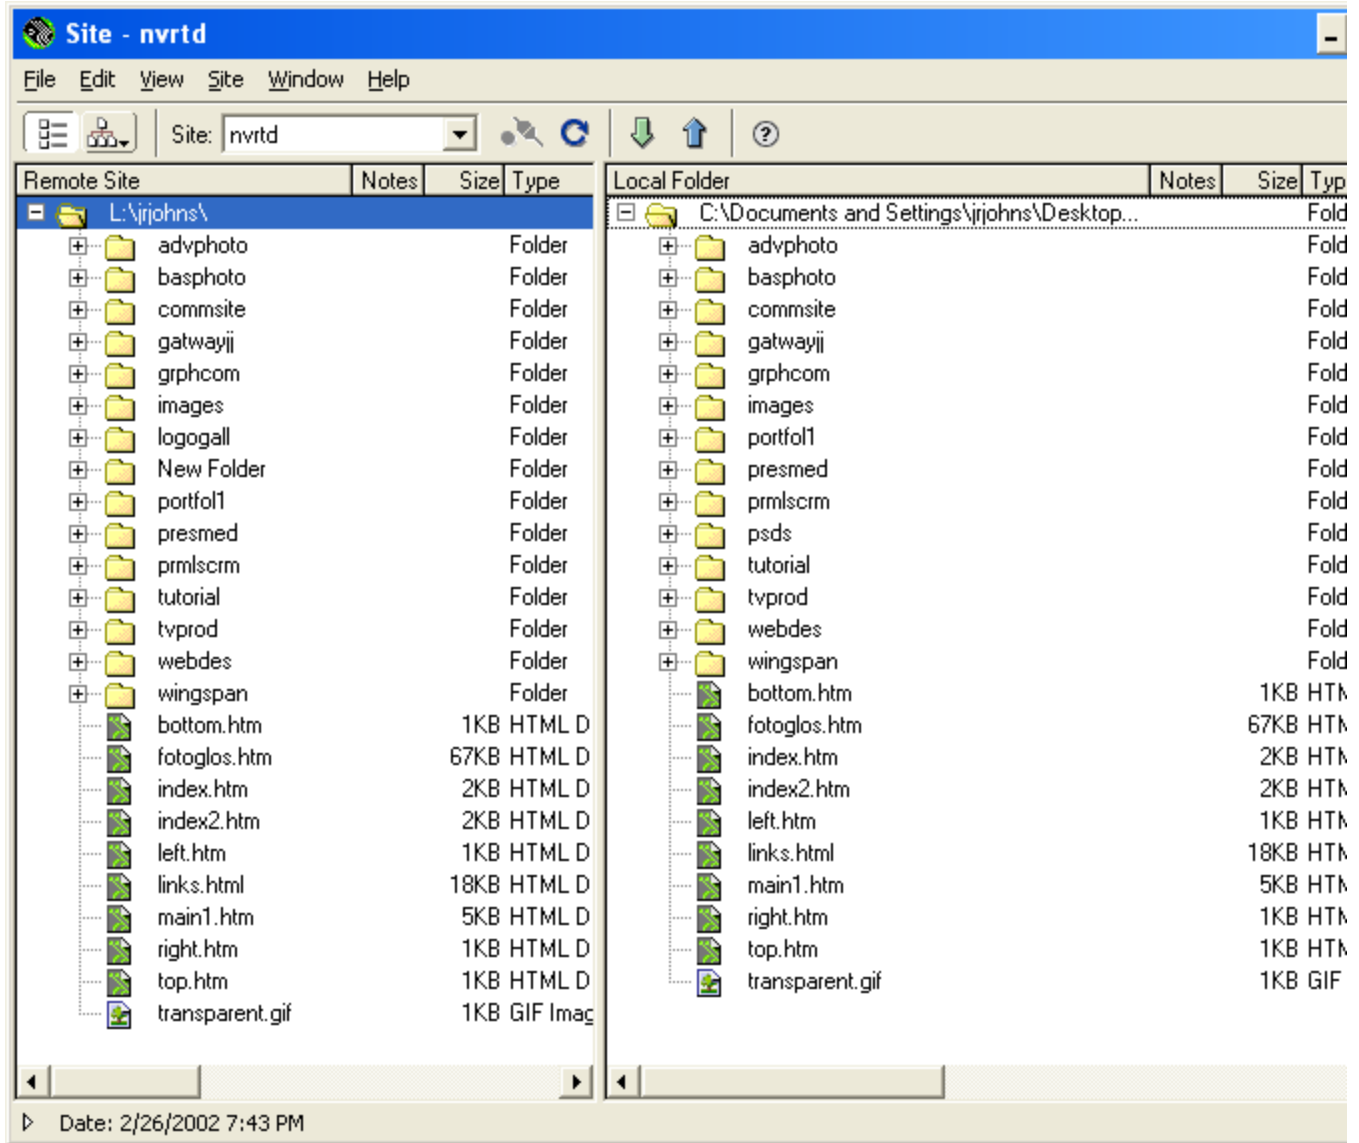 Site - nvrtd
File Edit View Site Window Help
Site: nvrtd
Remote Site Notes Size Type
L:\jrjohns\
advphoto Folder
basphoto Folder
commsite Folder
gatwayjj Folder
grphcom Folder
images Folder
logogall Folder
New Folder Folder
portfol1 Folder
presmed Folder
prmlscrm Folder
tutorial Folder
tvprod Folder
webdes Folder
wingspan Folder
bottom.htm 1KB HTML D
fotoglos.htm 67KB HTML D
index.htm 2KB HTML D
index2.htm 2KB HTML D
left.htm 1KB HTML D
links.html 18KB HTML D
main1.htm 5KB HTML D
right.htm 1KB HTML D
top.htm 1KB HTML D
transparent.gif 1KB GIF Imag
Local Folder Notes Size Typ
C:\Documents and Settings\jrjohns\Desktop... Fold
advphoto Fold
basphoto Fold
commsite Fold
gatwayjj Fold
grphcom Fold
images Fold
portfol1 Fold
presmed Fold
prmlscrm Fold
psds Fold
tutorial Fold
tvprod Fold
webdes Fold
wingspan Fold
bottom.htm 1KB HTM
fotoglos.htm 67KB HTM
index.htm 2KB HTM
index2.htm 2KB HTM
left.htm 1KB HTM
links.html 18KB HTM
main1.htm 5KB HTM
right.htm 1KB HTM
top.htm 1KB HTM
transparent.gif 1KB GIF
Date: 2/26/2002 7:43 PM